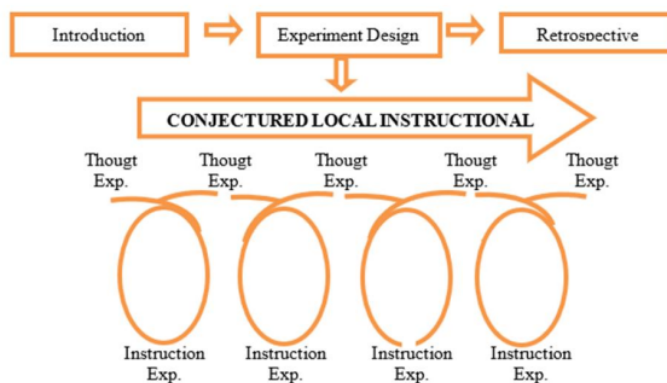 Introduction
Experiment Design
Retrospective
CONJECTURED LOCAL INSTRUCTIONAL
Thougt
Exp.
Thougt
Exp.
Thougt
Exp.
Thougt
Exp.
Thougt
Exp.
Instruction
Exp.
Instruction
Exp.
Instruction
Exp.
Instruction
Exp.